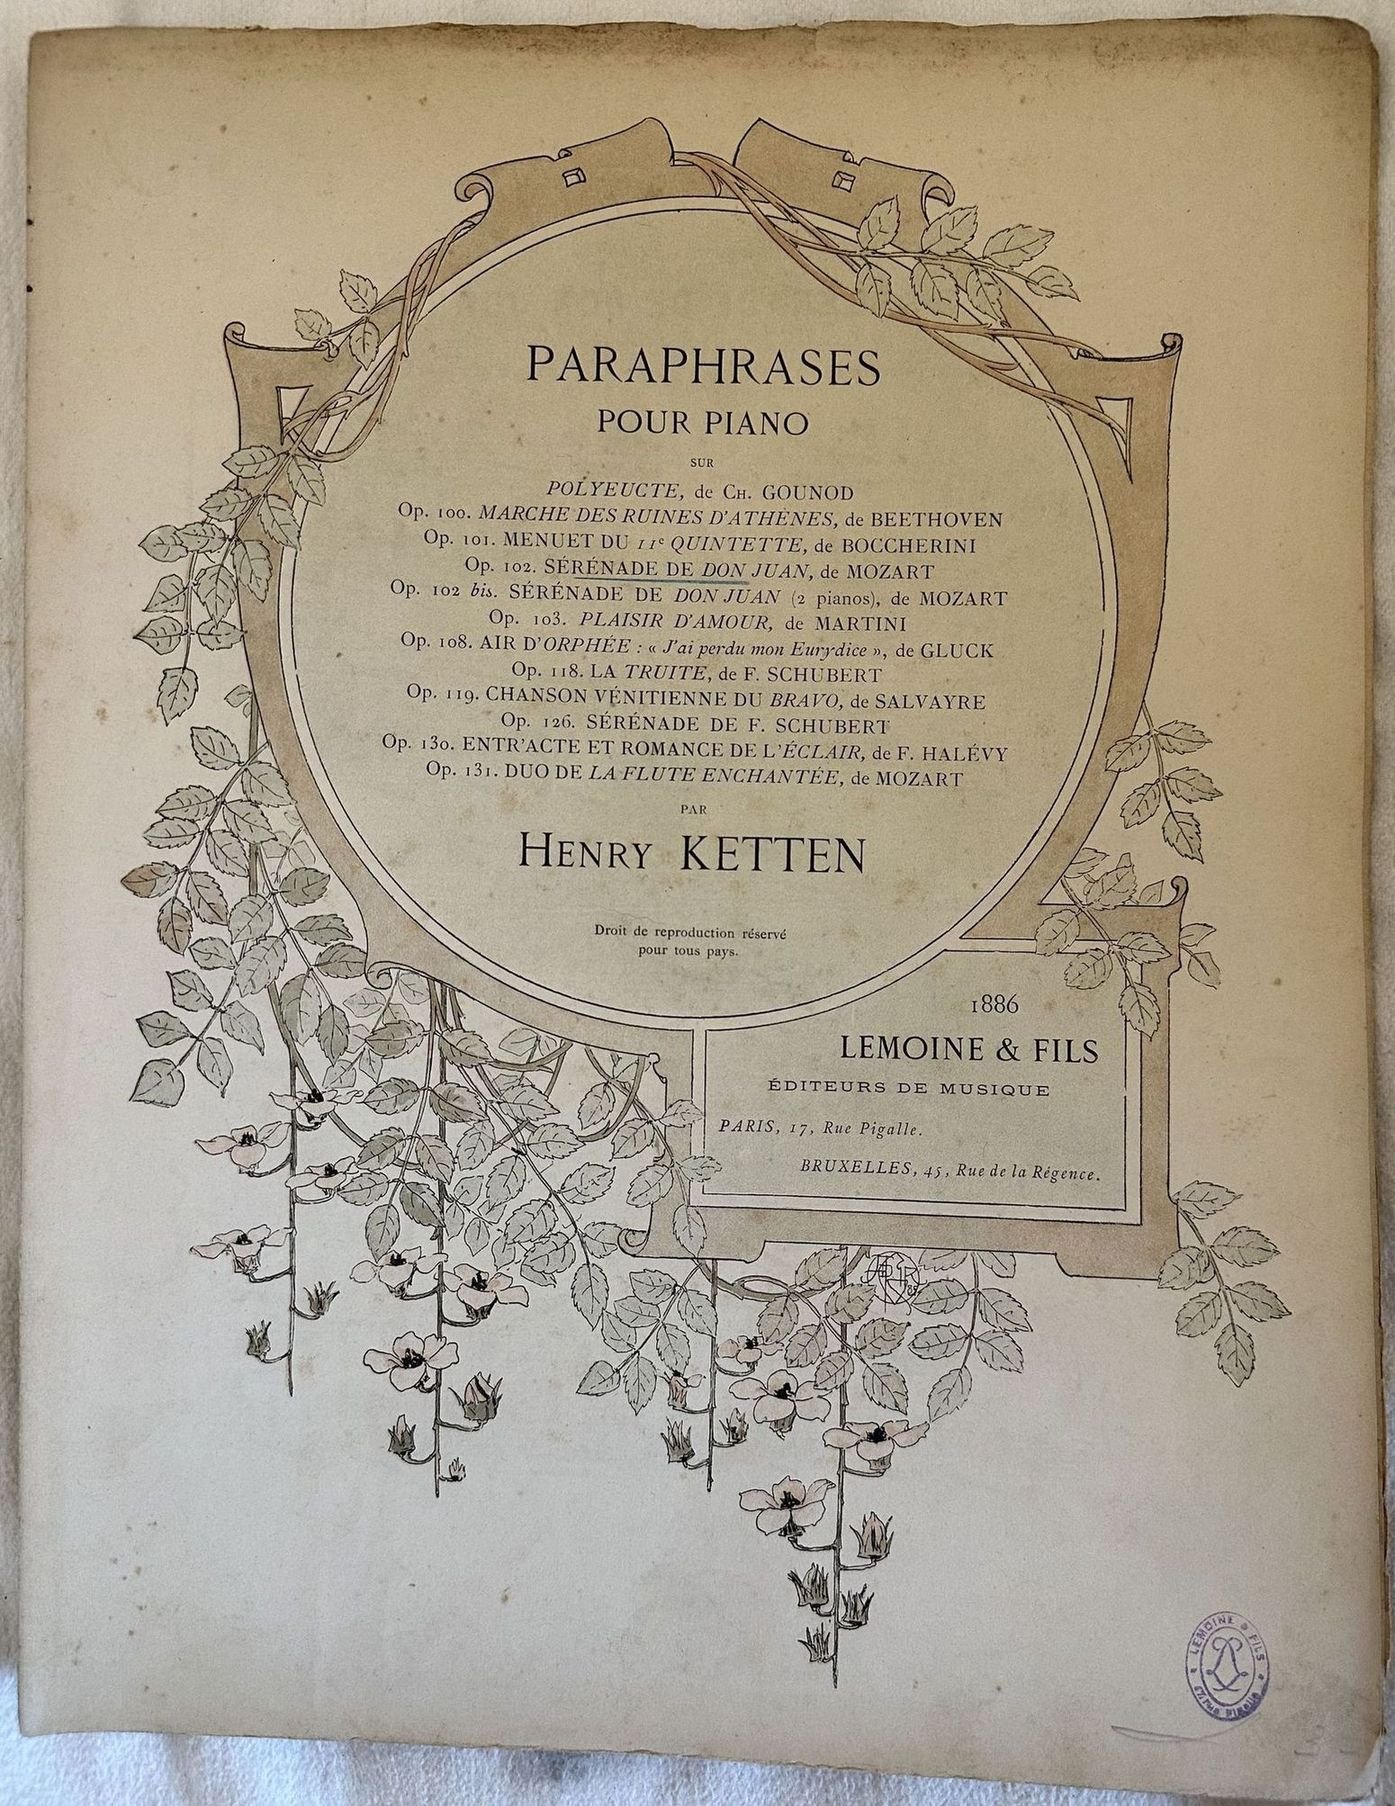 PARAPHRASES
POUR PIANO
SUR
POLYEUCTE, de CH. GOUNOD
Op. 100. MARCHE DES RUINES D'ATHÈNES, de BEETHOVEN
Op. 101. MENUET DU 11e QUINTETTE, de BOCCHERINI
Op. 102. SÉRÉNADE DE DON JUAN, de MOZART
Op. 102 bis. SÉRÉNADE DE DON JUAN (2 pianos), de MOZART
Op. 103. PLAISIR D'AMOUR, de MARTINI
Op. 108. AIR D'ORPHÉE : « J'ai perdu mon Eurydice », de GLUCK
Op. 118. LA TRUITE, de F. SCHUBERT
Op. 119. CHANSON VÉNITIENNE DU BRAVO, de SALVAYRE
Op. 126. SÉRÉNADE DE F. SCHUBERT
Op. 130. ENTR'ACTE ET ROMANCE DE L'ÉCLAIR, de F. HALÉVY
Op. 131. DUO DE LA FLUTE ENCHANTÉE, de MOZART
PAR
HENRY KETTEN
Droit de reproduction réservé
pour tous pays.
1886
LEMOINE & FILS
ÉDITEURS DE MUSIQUE
PARIS, 17, Rue Pigalle.
BRUXELLES, 45, Rue de la Régence.
LEMOINE & FILS
17, rue Pigalle